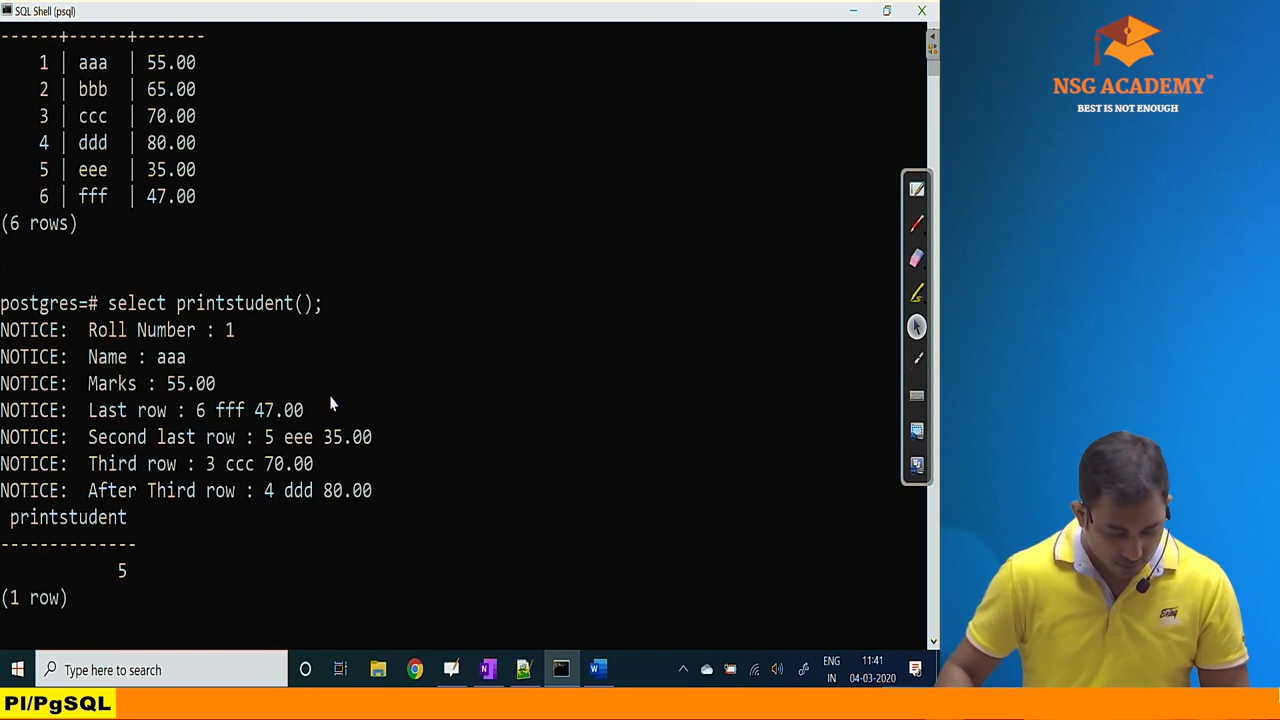 SQL Shell (psql)
------+------+-------
1 | aaa | 55.00
2 | bbb | 65.00
3 | ccc | 70.00
4 | ddd | 80.00
5 | eee | 35.00
6 | fff | 47.00
(6 rows)
postgres=# select printstudent();
NOTICE:  Roll Number : 1
NOTICE:  Name : aaa
NOTICE:  Marks : 55.00
NOTICE:  Last row : 6 fff 47.00
NOTICE:  Second last row : 5 eee 35.00
NOTICE:  Third row : 3 ccc 70.00
NOTICE:  After Third row : 4 ddd 80.00
printstudent
--------------
5
(1 row)
NSG ACADEMY™
BEST IS NOT ENOUGH
Type here to search
ENG
IN
11:41
04-03-2020
Pl/PgSQL